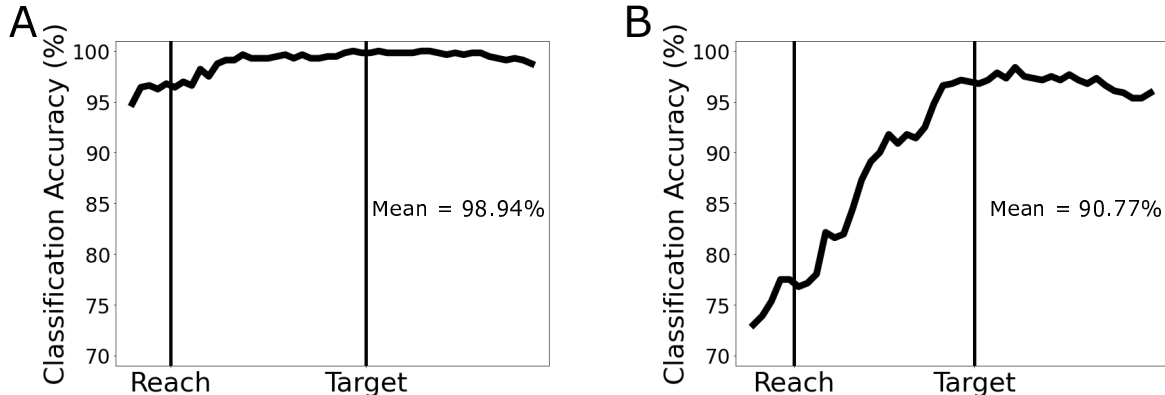 A
Classification Accuracy (%)
100
95
90
85
80
75
70
Mean = 98.94%
Reach
Target
B
Classification Accuracy (%)
100
95
90
85
80
75
70
Mean = 90.77%
Reach
Target